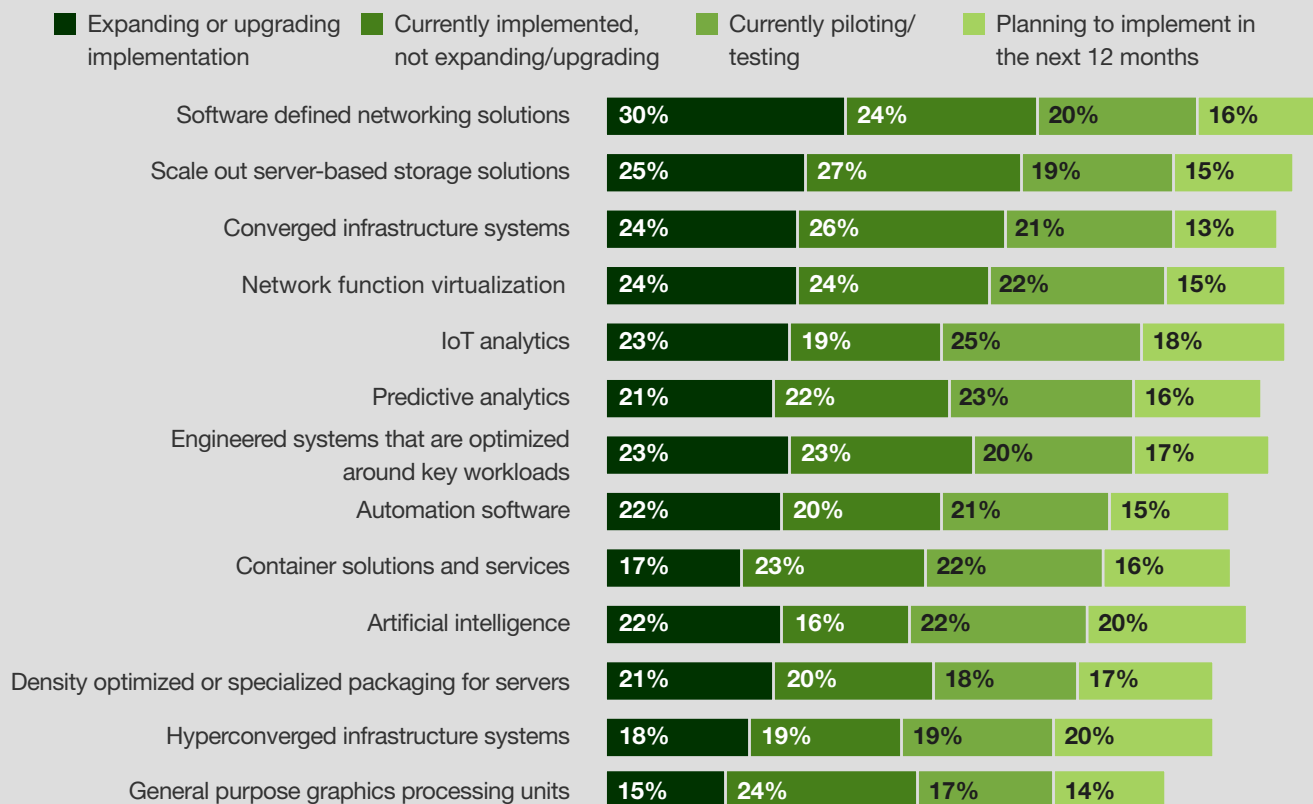 Expanding or upgrading
implementation
Currently implemented,
not expanding/upgrading
Currently piloting/
testing
Planning to implement in
the next 12 months
Software defined networking solutions 30% 24% 20% 16%
Scale out server-based storage solutions 25% 27% 19% 15%
Converged infrastructure systems 24% 26% 21% 13%
Network function virtualization 24% 24% 22% 15%
IoT analytics 23% 19% 25% 18%
Predictive analytics 21% 22% 23% 16%
Engineered systems that are optimized
around key workloads 23% 23% 20% 17%
Automation software 22% 20% 21% 15%
Container solutions and services 17% 23% 22% 16%
Artificial intelligence 22% 16% 22% 20%
Density optimized or specialized packaging for servers 21% 20% 18% 17%
Hyperconverged infrastructure systems 18% 19% 19% 20%
General purpose graphics processing units 15% 24% 17% 14%